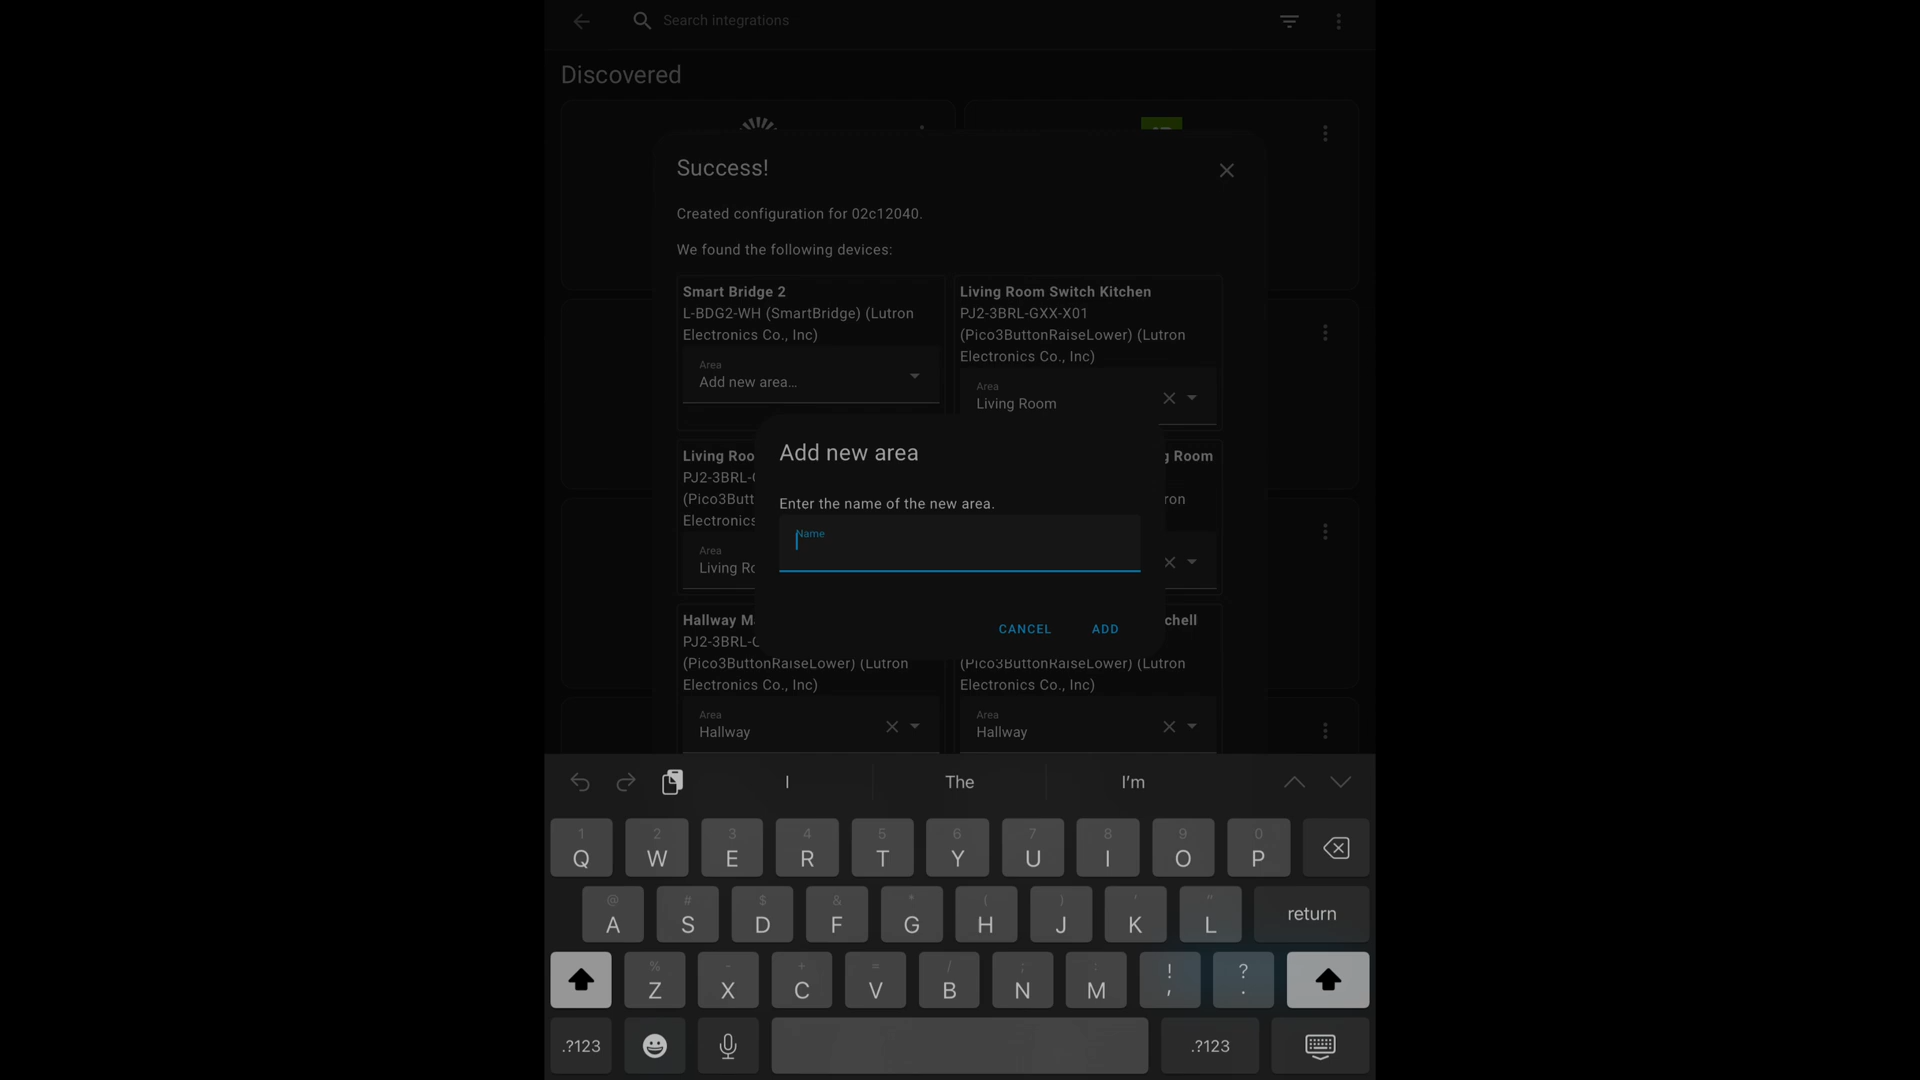 Search integrations
Discovered
Success!
Created configuration for 02c12040.
We found the following devices:
Smart Bridge 2
L-BDG2-WH (SmartBridge) (Lutron
Electronics Co., Inc)
Area
Add new area...
Living Room Switch Kitchen
PJ2-3BRL-GXX-X01
(Pico3ButtonRaiseLower) (Lutron
Electronics Co., Inc)
Area
Living Room
Living Roo
PJ2-3BRL-
(Pico3Butt
Electronics
Area
Living Ro
g Room
ron
Add new area
Enter the name of the new area.
Name
CANCEL ADD
Hallway M
PJ2-3BRL-
(Pico3ButtonRaiseLower) (Lutron
Electronics Co., Inc)
Area
Hallway
chell
(Pico3ButtonRaiseLower) (Lutron
Electronics Co., Inc)
Area
Hallway
I The I'm
1 2 3 4 5 6 7 8 9 0
Q W E R T Y U I O P
@ # $ & * ( ) ' "
A S D F G H J K L return
% - + = / ; : ! ?
Z X C V B N M , .
.?123 .?123